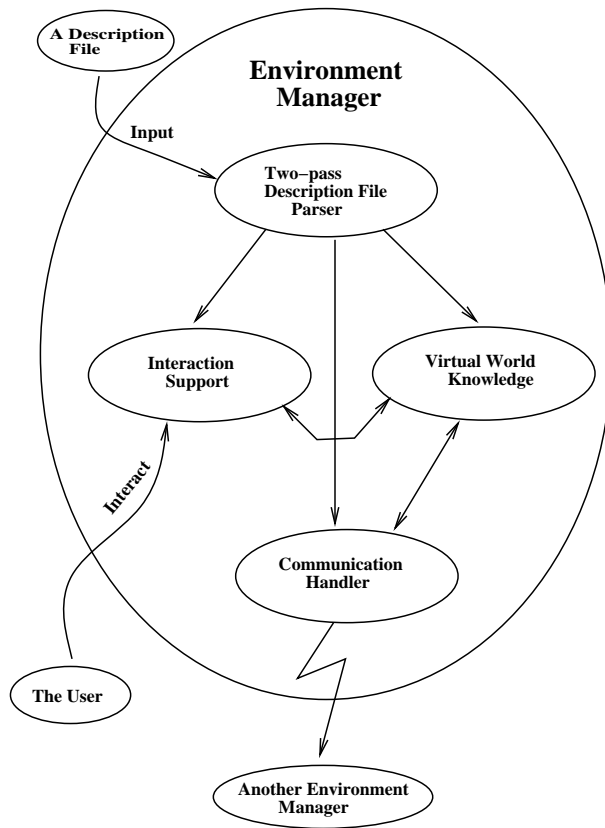 A Description
File
Environment
Manager
Input
Two-pass
Description File
Parser
Interaction
Support
Virtual World
Knowledge
Interact
Communication
Handler
The User
Another Environment
Manager